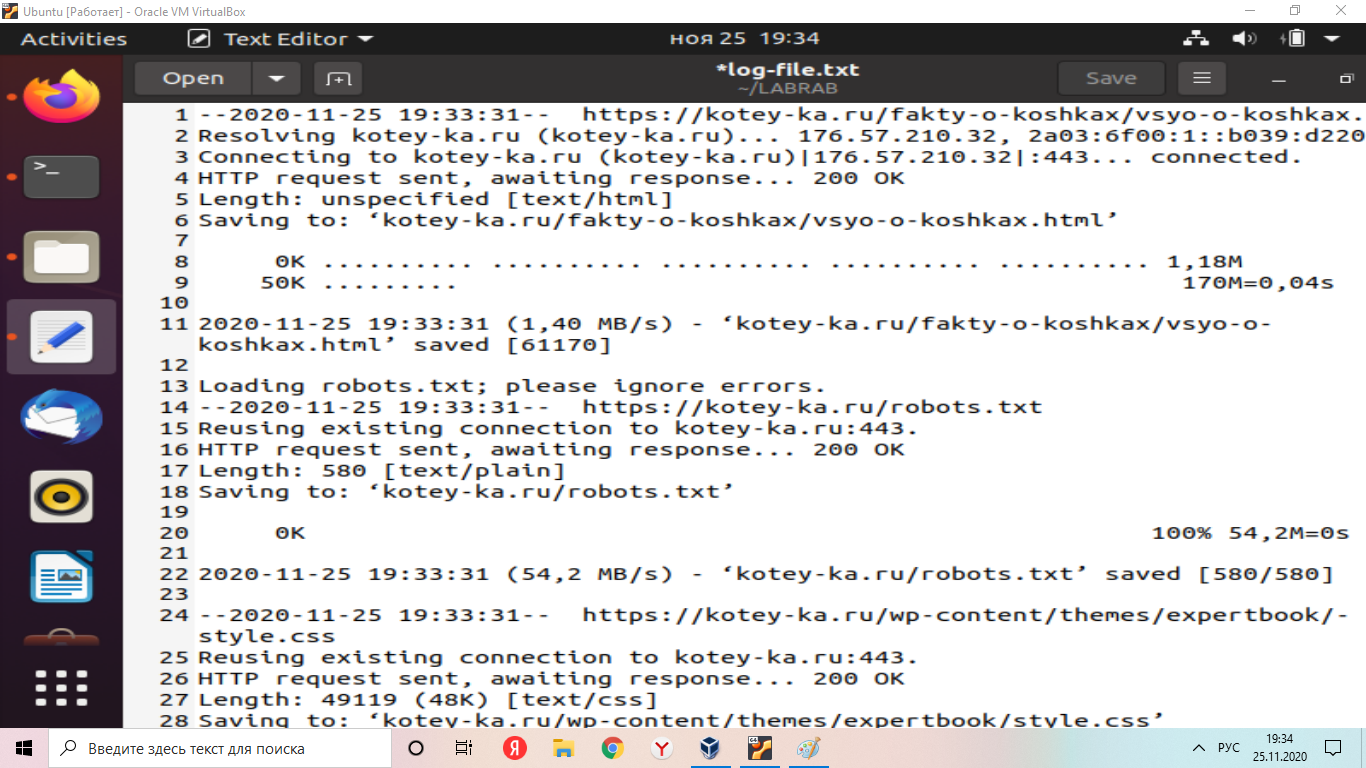 Ubuntu [Работает] - Oracle VM VirtualBox
Activities Text Editor ноя 25 19:34
Open *log-file.txt Save
~/LABRAB
1 --2020-11-25 19:33:31-- https://kotey-ka.ru/fakty-o-koshkax/vsyo-o-koshkax.
2 Resolving kotey-ka.ru (kotey-ka.ru)... 176.57.210.32, 2a03:6f00:1::b039:d220
3 Connecting to kotey-ka.ru (kotey-ka.ru)|176.57.210.32|:443... connected.
4 HTTP request sent, awaiting response... 200 OK
5 Length: unspecified [text/html]
6 Saving to: ‘kotey-ka.ru/fakty-o-koshkax/vsyo-o-koshkax.html’
7
8 0K .......... .......... .......... .......... .......... 1,18M
9 50K ......... 170M=0,04s
10
11 2020-11-25 19:33:31 (1,40 MB/s) - ‘kotey-ka.ru/fakty-o-koshkax/vsyo-o-
koshkax.html’ saved [61170]
12
13 Loading robots.txt; please ignore errors.
14 --2020-11-25 19:33:31-- https://kotey-ka.ru/robots.txt
15 Reusing existing connection to kotey-ka.ru:443.
16 HTTP request sent, awaiting response... 200 OK
17 Length: 580 [text/plain]
18 Saving to: ‘kotey-ka.ru/robots.txt’
19
20 0K 100% 54,2M=0s
21
22 2020-11-25 19:33:31 (54,2 MB/s) - ‘kotey-ka.ru/robots.txt’ saved [580/580]
23
24 --2020-11-25 19:33:31-- https://kotey-ka.ru/wp-content/themes/expertbook/-
style.css
25 Reusing existing connection to kotey-ka.ru:443.
26 HTTP request sent, awaiting response... 200 OK
27 Length: 49119 (48K) [text/css]
28 Saving to: ‘kotey-ka.ru/wp-content/themes/expertbook/style.css’
Введите здесь текст для поиска
РУС
19:34
25.11.2020